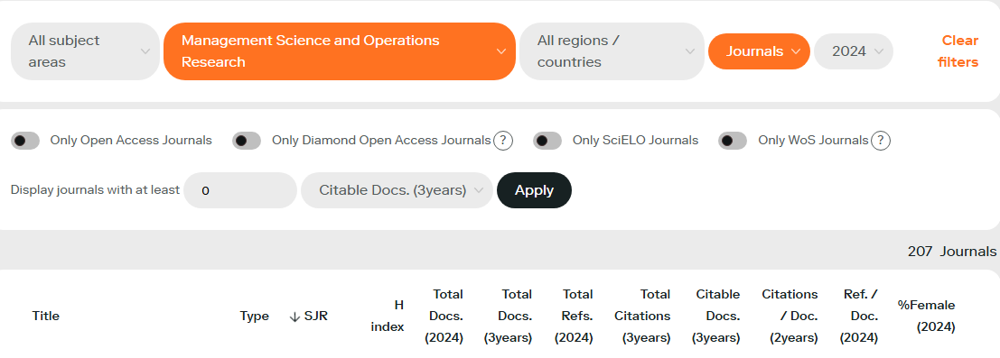 All subject
areas
Management Science and Operations
Research
All regions /
countries
Journals
2024
Clear
filters
Only Open Access Journals
Only Diamond Open Access Journals ?
Only SciELO Journals
Only WoS Journals ?
Display journals with at least 0 Citable Docs. (3years) Apply
207 Journals
Title
Type
↓ SJR
H
index
Total
Docs.
(2024)
Total
Docs.
(3years)
Total
Refs.
(2024)
Total
Citations
(3years)
Citable
Docs.
(3years)
Citations
/ Doc.
(2years)
Ref. /
Doc.
(2024)
%Female
(2024)